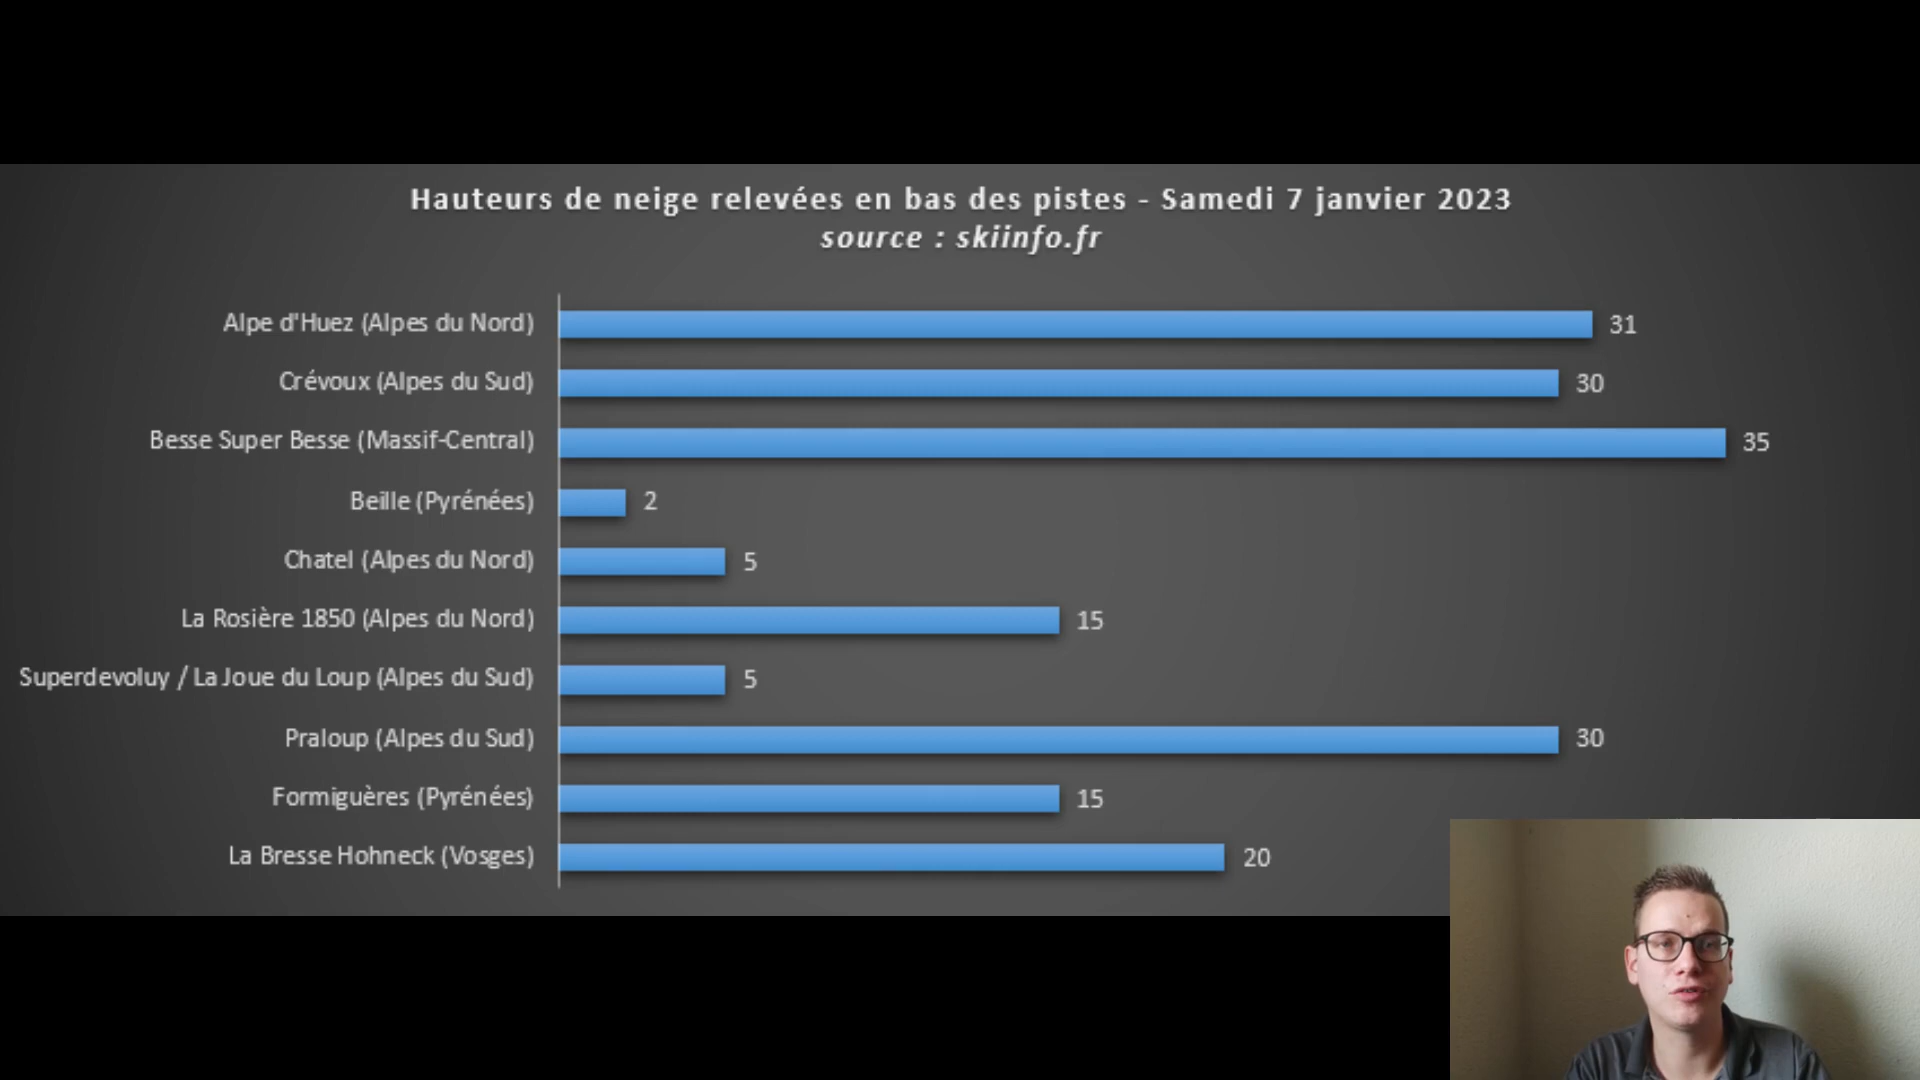 Hauteurs de neige relevées en bas des pistes - Samedi 7 janvier 2023
source : skiinfo.fr
Alpe d'Huez (Alpes du Nord) 31
Crévoux (Alpes du Sud) 30
Besse Super Besse (Massif-Central) 35
Beille (Pyrénées) 2
Chatel (Alpes du Nord) 5
La Rosière 1850 (Alpes du Nord) 15
Superdevoluy / La Joue du Loup (Alpes du Sud) 5
Praloup (Alpes du Sud) 30
Formiguères (Pyrénées) 15
La Bresse Hohneck (Vosges) 20